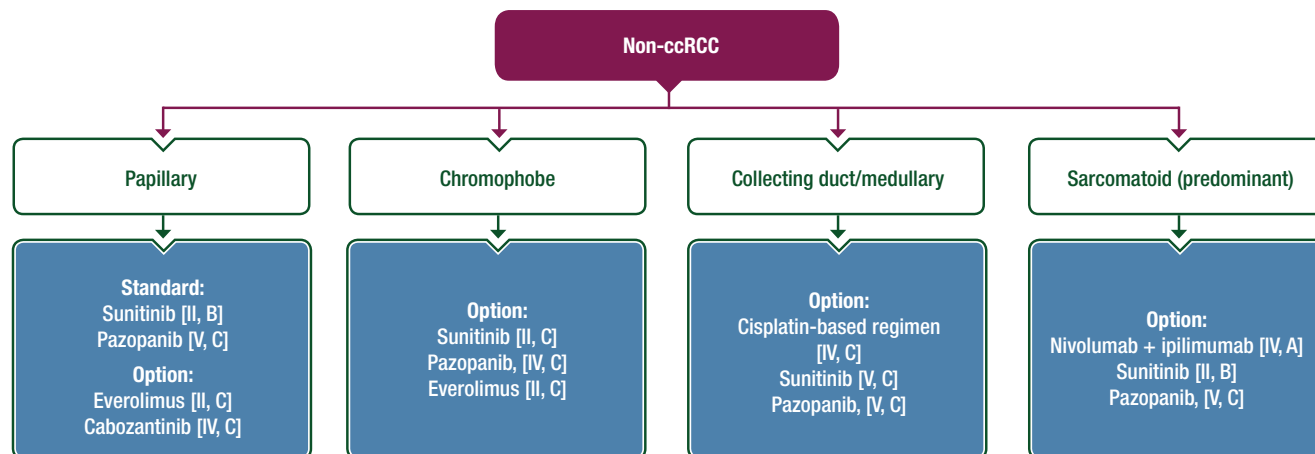 Non-ccRCC
Papillary
Chromophobe
Collecting duct/medullary
Sarcomatoid (predominant)
Standard:
Sunitinib [II, B]
Pazopanib [V, C]
Option:
Everolimus [II, C]
Cabozantinib [IV, C]
Option:
Sunitinib [II, C]
Pazopanib, [IV, C]
Everolimus [II, C]
Option:
Cisplatin-based regimen
[IV, C]
Sunitinib [V, C]
Pazopanib, [V, C]
Option:
Nivolumab + ipilimumab [IV, A]
Sunitinib [II, B]
Pazopanib, [V, C]